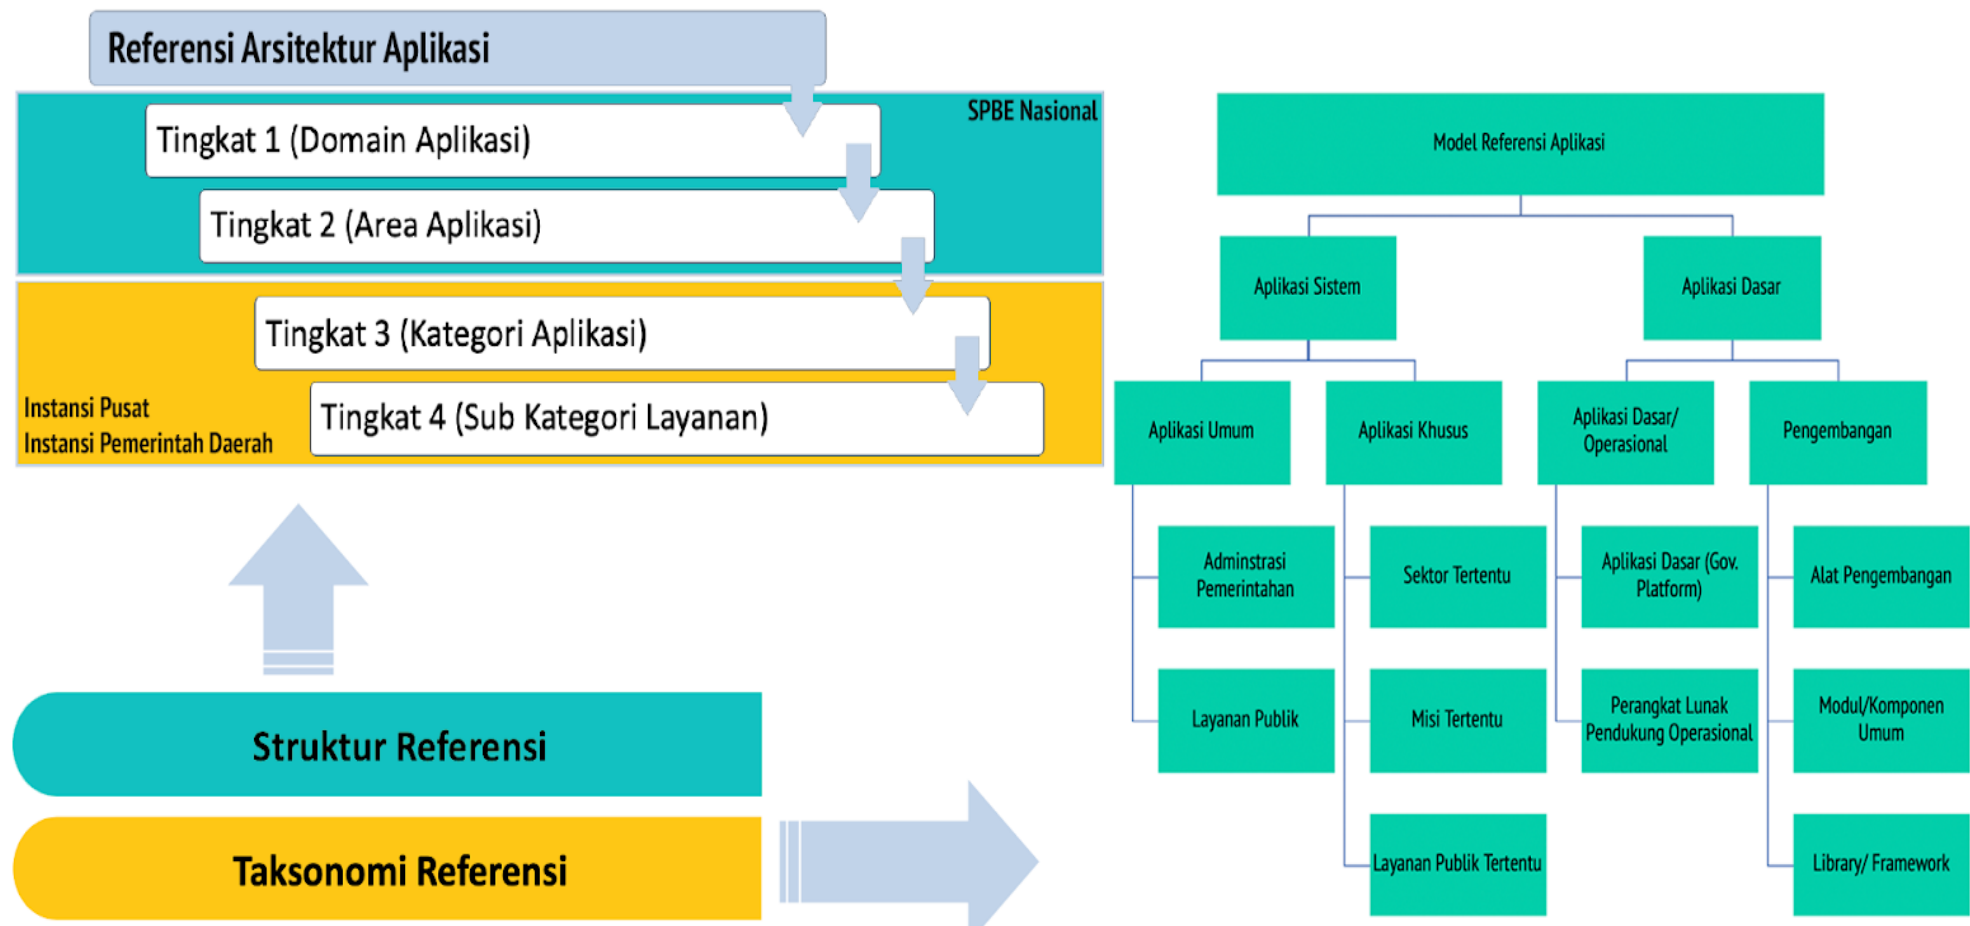 Referensi Arsitektur Aplikasi
SPBE Nasional
Tingkat 1 (Domain Aplikasi)
Tingkat 2 (Area Aplikasi)
Tingkat 3 (Kategori Aplikasi)
Tingkat 4 (Sub Kategori Layanan)
Instansi Pusat
Instansi Pemerintah Daerah
Struktur Referensi
Taksonomi Referensi
Model Referensi Aplikasi
Aplikasi Sistem
Aplikasi Dasar
Aplikasi Umum
Aplikasi Khusus
Aplikasi Dasar/
Operasional
Pengembangan
Adminstrasi
Pemerintahan
Sektor Tertentu
Aplikasi Dasar (Gov.
Platform)
Alat Pengembangan
Layanan Publik
Misi Tertentu
Perangkat Lunak
Pendukung Operasional
Modul/Komponen
Umum
Layanan Publik Tertentu
Library/ Framework